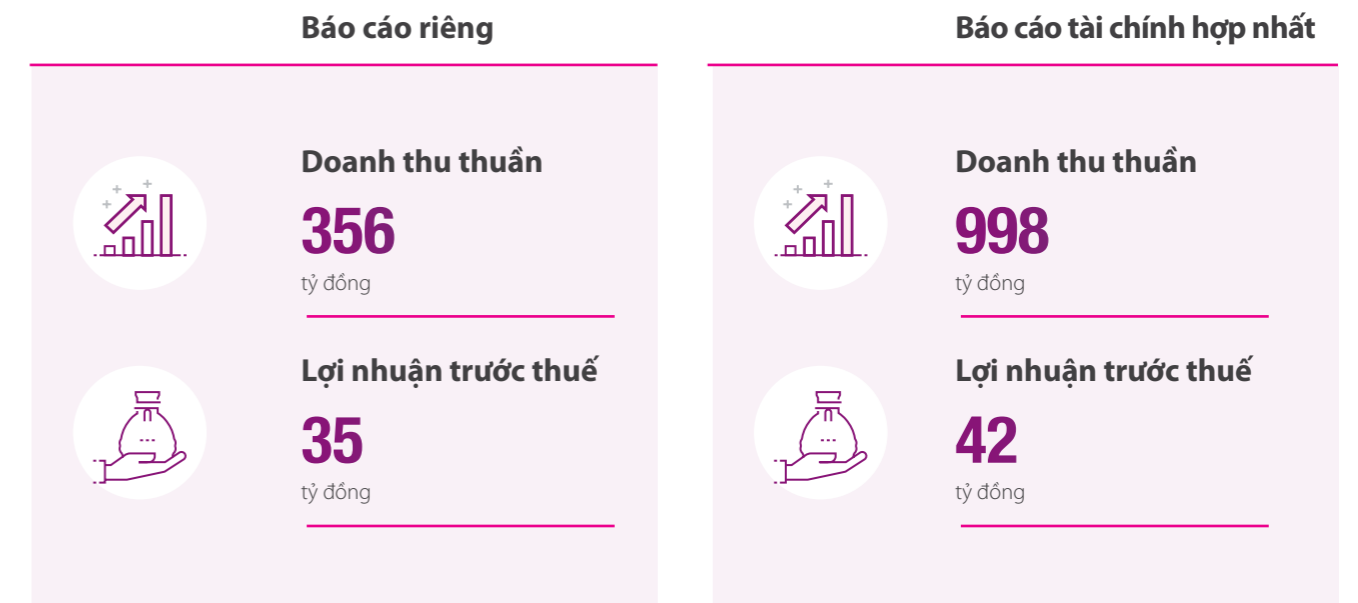 Báo cáo riêng
Doanh thu thuần
356
tỷ đồng
Lợi nhuận trước thuế
35
tỷ đồng
Báo cáo tài chính hợp nhất
Doanh thu thuần
998
tỷ đồng
Lợi nhuận trước thuế
42
tỷ đồng